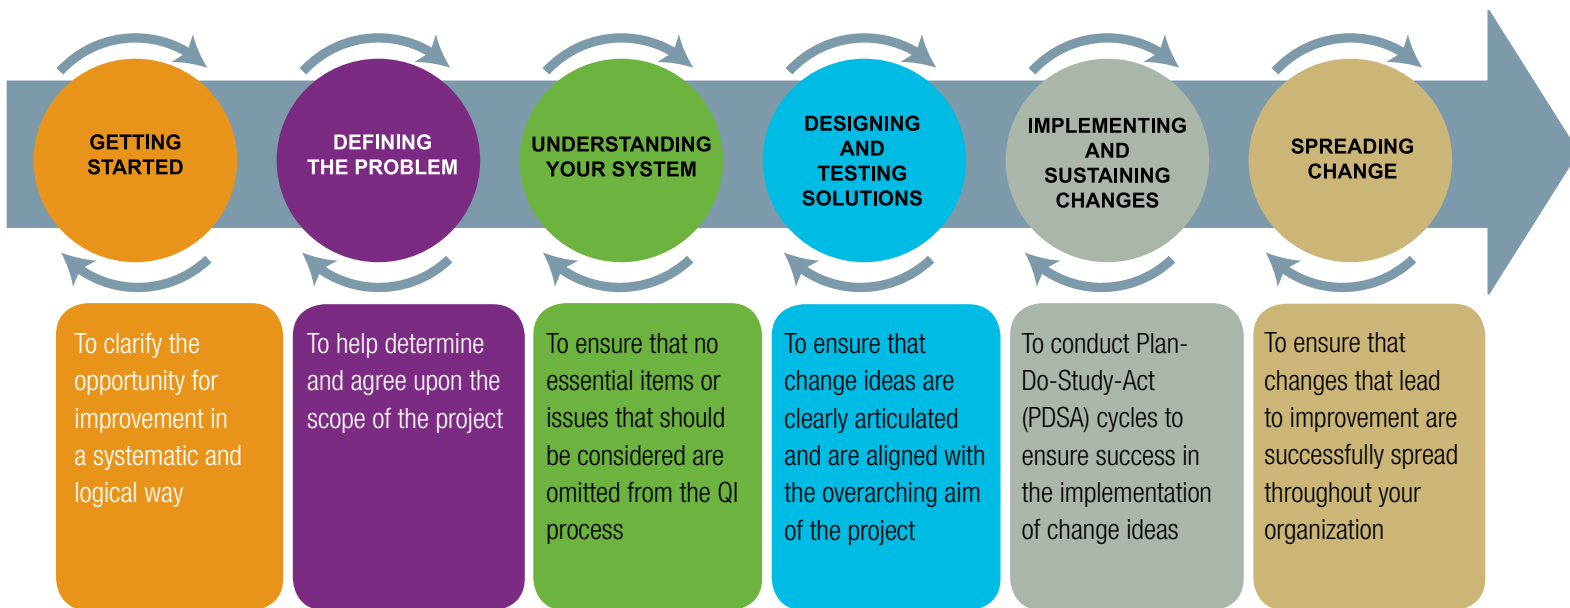 GETTING
STARTED
DEFINING
THE PROBLEM
UNDERSTANDING
YOUR SYSTEM
DESIGNING
AND
TESTING
SOLUTIONS
IMPLEMENTING
AND
SUSTAINING
CHANGES
SPREADING
CHANGE
To clarify the
opportunity for
improvement in
a systematic and
logical way
To help determine
and agree upon the
scope of the project
To ensure that no
essential items or
issues that should
be considered are
omitted from the QI
process
To ensure that
change ideas are
clearly articulated
and are aligned with
the overarching aim
of the project
To conduct Plan-
Do-Study-Act
(PDSA) cycles to
ensure success in
the implementation
of change ideas
To ensure that
changes that lead
to improvement are
successfully spread
throughout your
organization